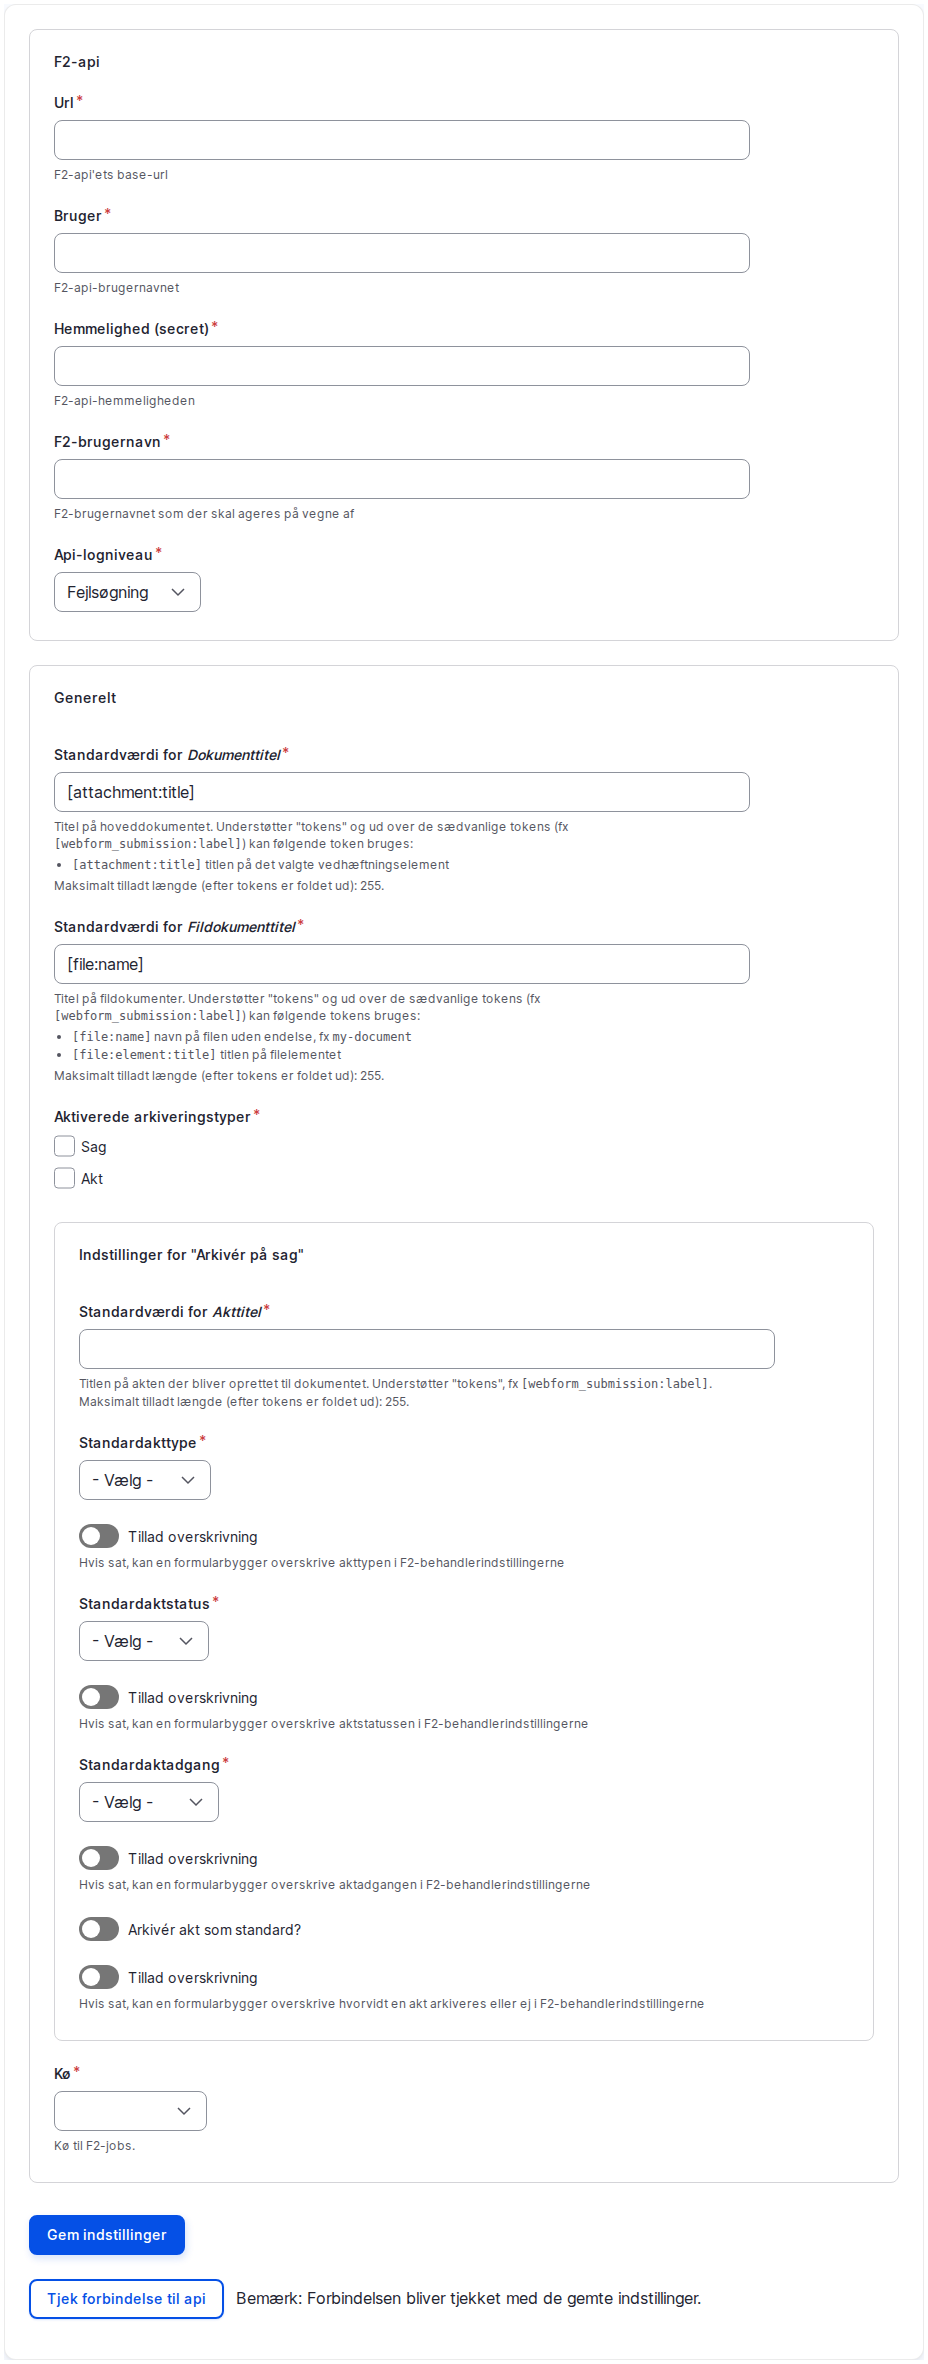 F2-api
Url*
F2-api'ets base-url
Bruger*
F2-api-brugernavnet
Hemmelighed (secret)*
F2-api-hemmeligheden
F2-brugernavn*
F2-brugernavnet som der skal ageres på vegne af
Api-logniveau*
Fejlsøgning
Generelt
Standardværdi for Dokumenttitel*
[attachment:title]
Titel på hoveddokumentet. Understøtter "tokens" og ud over de sædvanlige tokens (fx
[webform_submission:label]) kan følgende token bruges:
• [attachment:title] titlen på det valgte vedhæftningselement
Maksimalt tilladt længde (efter tokens er foldet ud): 255.
Standardværdi for Fildokumenttitel*
[file:name]
Titel på fildokumenter. Understøtter "tokens" og ud over de sædvanlige tokens (fx
[webform_submission:label]) kan følgende tokens bruges:
• [file:name] navn på filen uden endelse, fx my-document
• [file:element:title] titlen på filelementet
Maksimalt tilladt længde (efter tokens er foldet ud): 255.
Aktiverede arkiveringstyper*
Sag
Akt
Indstillinger for "Arkivér på sag"
Standardværdi for Akttitel*
Titlen på akten der bliver oprettet til dokumentet. Understøtter "tokens", fx [webform_submission:label].
Maksimalt tilladt længde (efter tokens er foldet ud): 255.
Standardakttype*
- Vælg -
Tillad overskrivning
Hvis sat, kan en formularbygger overskrive akttypen i F2-behandlerindstillingerne
Standardaktstatus*
- Vælg -
Tillad overskrivning
Hvis sat, kan en formularbygger overskrive aktstatussen i F2-behandlerindstillingerne
Standardaktadgang*
- Vælg -
Tillad overskrivning
Hvis sat, kan en formularbygger overskrive aktadgangen i F2-behandlerindstillingerne
Arkivér akt som standard?
Tillad overskrivning
Hvis sat, kan en formularbygger overskrive hvorvidt en akt arkiveres eller ej i F2-behandlerindstillingerne
Kø*
Kø til F2-jobs.
Gem indstillinger
Tjek forbindelse til api Bemærk: Forbindelsen bliver tjekket med de gemte indstillinger.